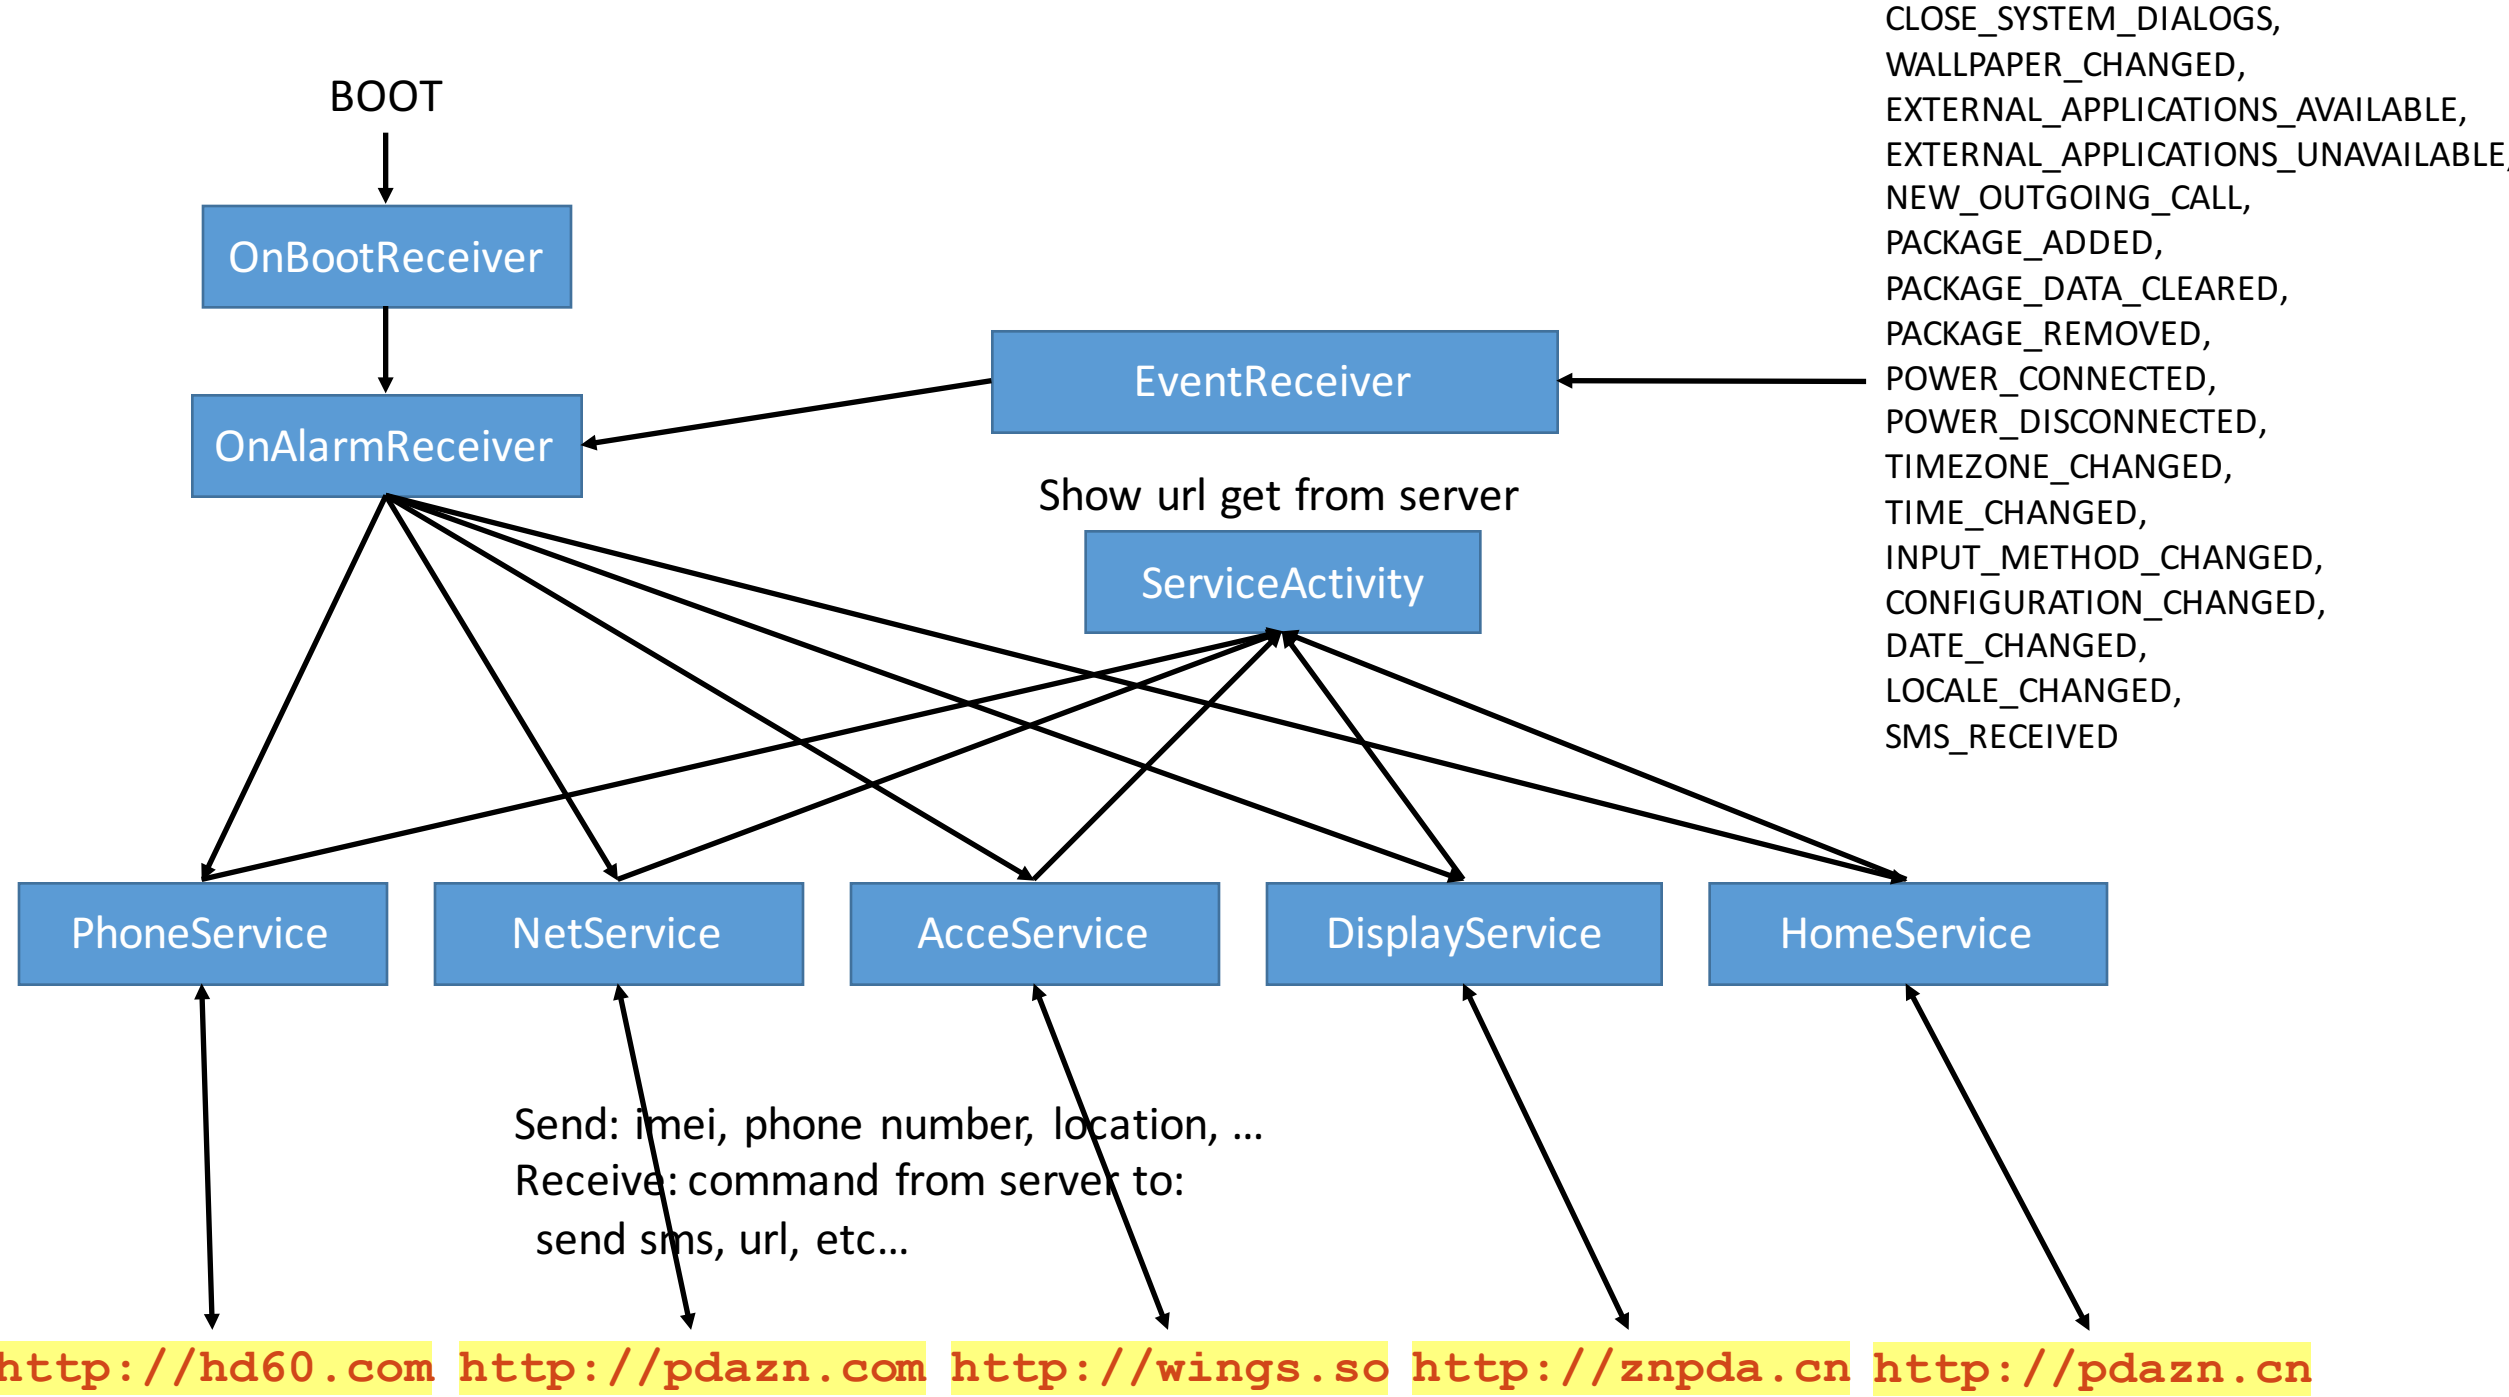 BOOT
OnBootReceiver
OnAlarmReceiver
EventReceiver
Show url get from server
ServiceActivity
CLOSE_SYSTEM_DIALOGS,
WALLPAPER_CHANGED,
EXTERNAL_APPLICATIONS_AVAILABLE,
EXTERNAL_APPLICATIONS_UNAVAILABLE,
NEW_OUTGOING_CALL,
PACKAGE_ADDED,
PACKAGE_DATA_CLEARED,
PACKAGE_REMOVED,
POWER_CONNECTED,
POWER_DISCONNECTED,
TIMEZONE_CHANGED,
TIME_CHANGED,
INPUT_METHOD_CHANGED,
CONFIGURATION_CHANGED,
DATE_CHANGED,
LOCALE_CHANGED,
SMS_RECEIVED
PhoneService
NetService
AcceService
DisplayService
HomeService
Send: imei, phone number, location, ...
Receive: command from server to:
send sms, url, etc...
http://hd60.com
http://pdazn.com
http://wings.so
http://znpda.cn
http://pdazn.cn